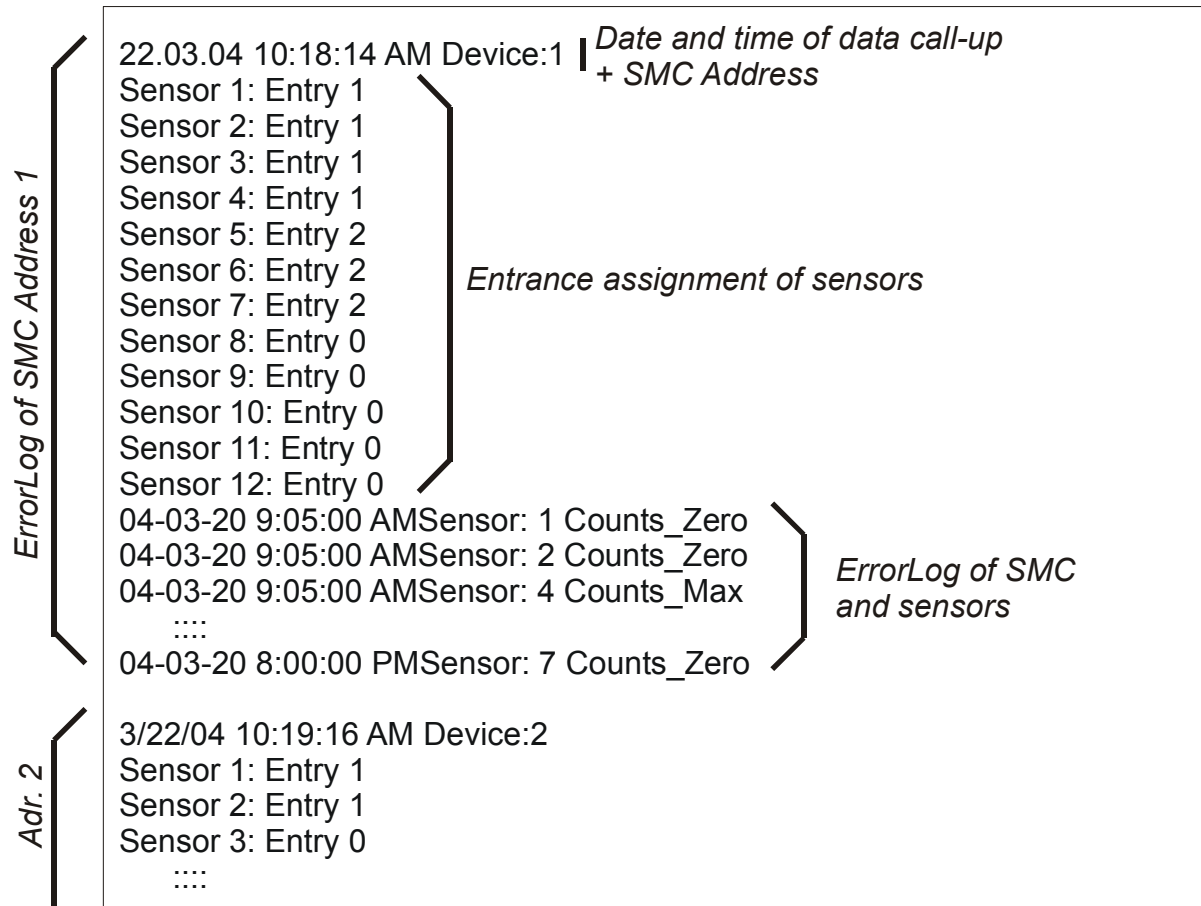 22.03.04 10:18:14 AM Device:1
Date and time of data call-up
+ SMC Address
Sensor 1: Entry 1
Sensor 2: Entry 1
Sensor 3: Entry 1
Sensor 4: Entry 1
Sensor 5: Entry 2
Sensor 6: Entry 2
Sensor 7: Entry 2
Sensor 8: Entry 0
Sensor 9: Entry 0
Sensor 10: Entry 0
Sensor 11: Entry 0
Sensor 12: Entry 0
Entrance assignment of sensors
04-03-20 9:05:00 AMSensor: 1 Counts_Zero
04-03-20 9:05:00 AMSensor: 2 Counts_Zero
04-03-20 9:05:00 AMSensor: 4 Counts_Max
::::
04-03-20 8:00:00 PMSensor: 7 Counts_Zero
ErrorLog of SMC
and sensors
ErrorLog of SMC Address 1
3/22/04 10:19:16 AM Device:2
Sensor 1: Entry 1
Sensor 2: Entry 1
Sensor 3: Entry 0
::::
Adr. 2